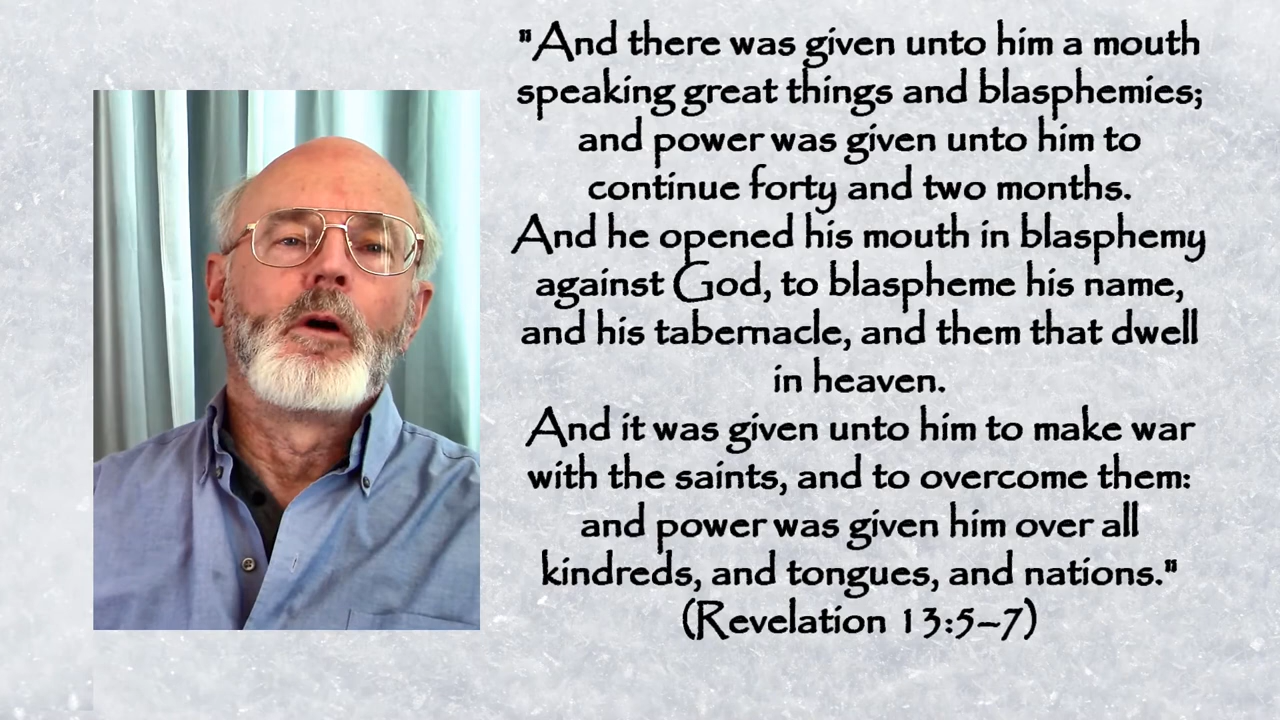 "And there was given unto him a mouth
speaking great things and blasphemies;
and power was given unto him to
continue forty and two months.
And he opened his mouth in blasphemy
against God, to blaspheme his name,
and his tabernacle, and them that dwell
in heaven.
And it was given unto him to make war
with the saints, and to overcome them:
and power was given him over all
kindreds, and tongues, and nations."
(Revelation 13:5–7)